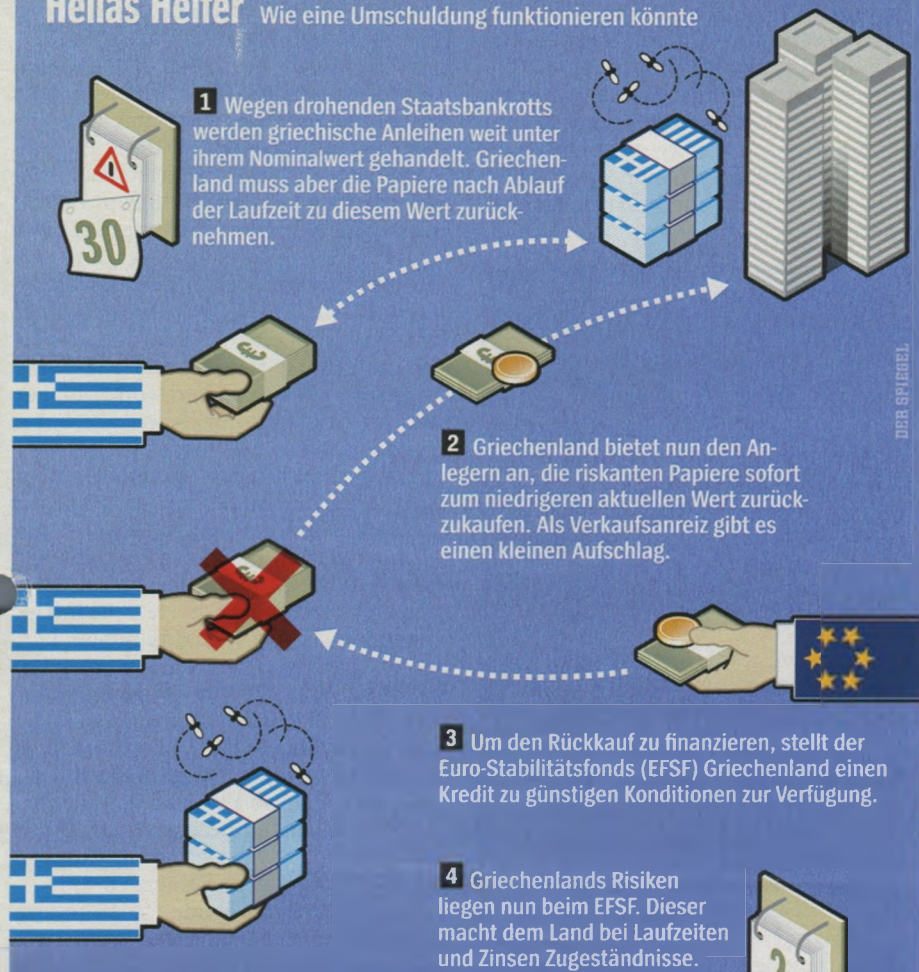 Hellas Helfer Wie eine Umschuldung funktionieren könnte
1 Wegen drohenden Staatsbankrotts
werden griechische Anleihen weit unter
ihrem Nominalwert gehandelt. Griechen-
land muss aber die Papiere nach Ablauf
der Laufzeit zu diesem Wert zurück-
nehmen.
30
DER SPIEGEL
2 Griechenland bietet nun den An-
legern an, die riskanten Papiere sofort
zum niedrigeren aktuellen Wert zurück-
zukaufen. Als Verkaufsanreiz gibt es
einen kleinen Aufschlag.
3 Um den Rückkauf zu finanzieren, stellt der
Euro-Stabilitätsfonds (EFSF) Griechenland einen
Kredit zu günstigen Konditionen zur Verfügung.
4 Griechenlands Risiken
liegen nun beim EFSF. Dieser
macht dem Land bei Laufzeiten
und Zinsen Zugeständnisse.